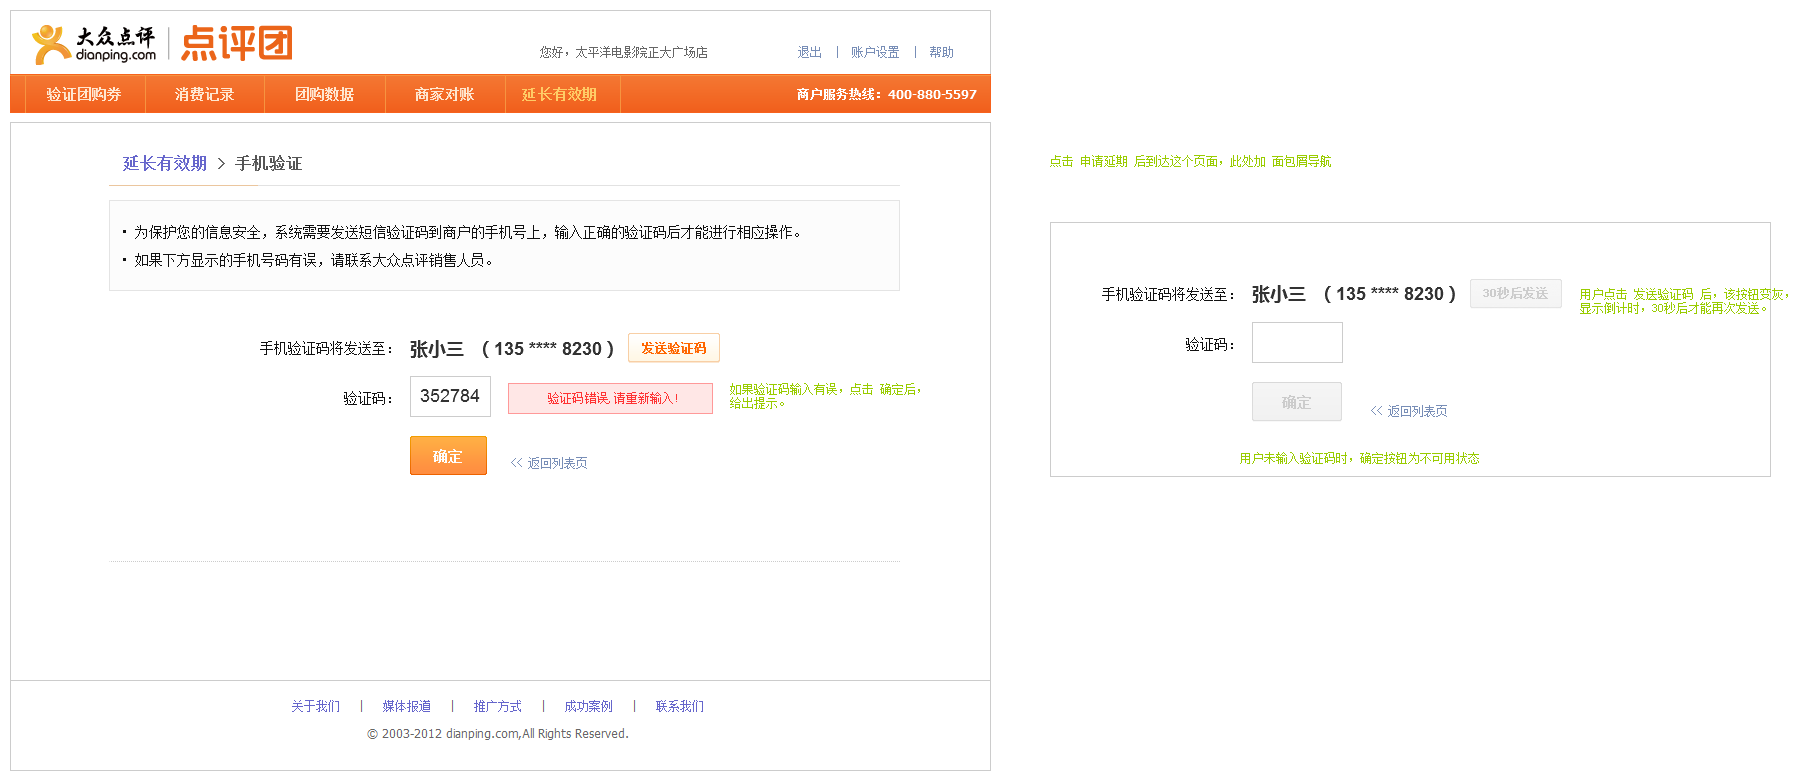 大众点评
dianping.com
点评团
您好，太平洋电影院正大广场店
退出 | 账户设置 | 帮助
验证团购券 消费记录 团购数据 商家对账 延长有效期 商户服务热线：400-880-5597
延长有效期 > 手机验证
点击 申请延期 后到达这个页面，此处加 面包屑导航
· 为保护您的信息安全，系统需要发送短信验证码到商户的手机号上，输入正确的验证码后才能进行相应操作。
· 如果下方显示的手机号码有误，请联系大众点评销售人员。
手机验证码将发送至： 张小三 （135 **** 8230） 发送验证码
验证码： 352784 验证码错误,请重新输入!
如果验证码输入有误，点击 确定后，
给出提示。
确定 << 返回列表页
手机验证码将发送至： 张小三 （135 **** 8230） 30秒后发送
用户点击 发送验证码 后，该按钮变灰，
显示倒计时，30秒后才能再次发送。
验证码：
确定 << 返回列表页
用户未输入验证码时，确定按钮为不可用状态
关于我们 | 媒体报道 | 推广方式 | 成功案例 | 联系我们
© 2003-2012 dianping.com,All Rights Reserved.